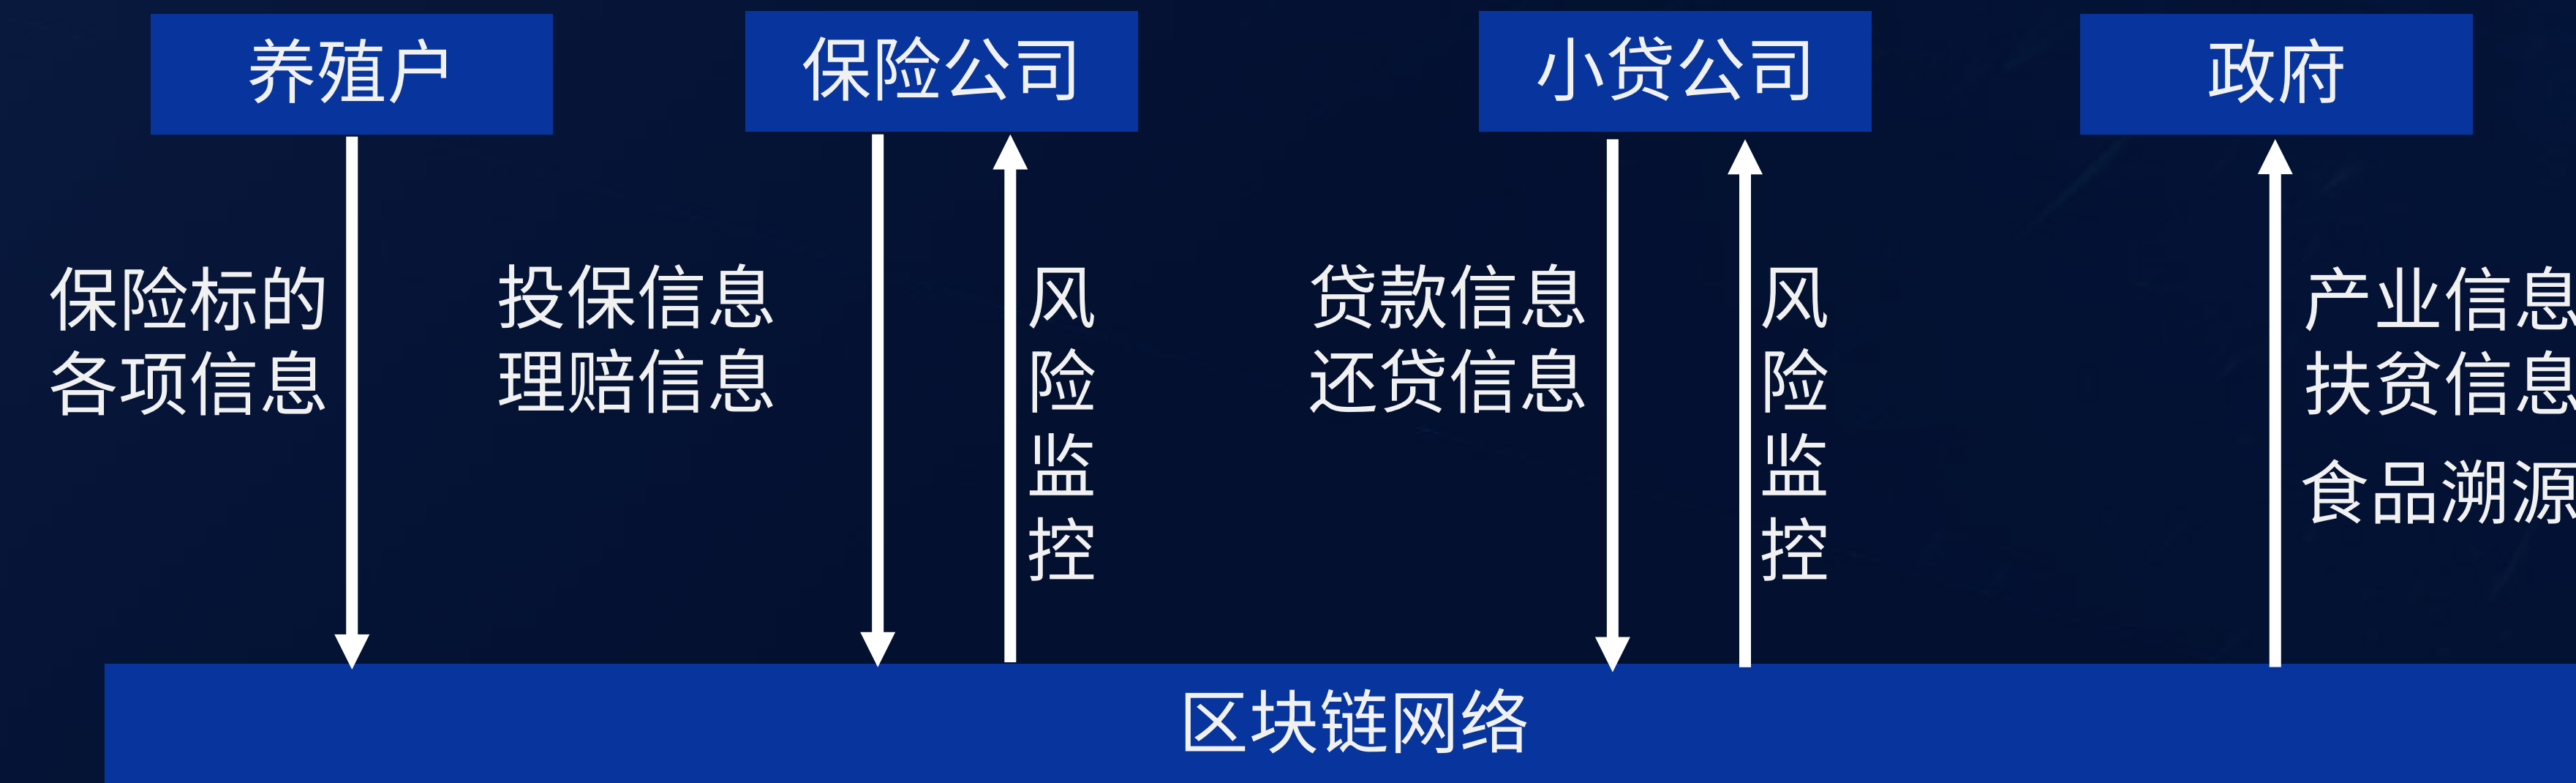 养殖户
保险公司
小贷公司
政府
保险标的
各项信息
投保信息
理赔信息
风
险
监
控
贷款信息
还贷信息
风
险
监
控
产业信息
扶贫信息
食品溯源
区块链网络